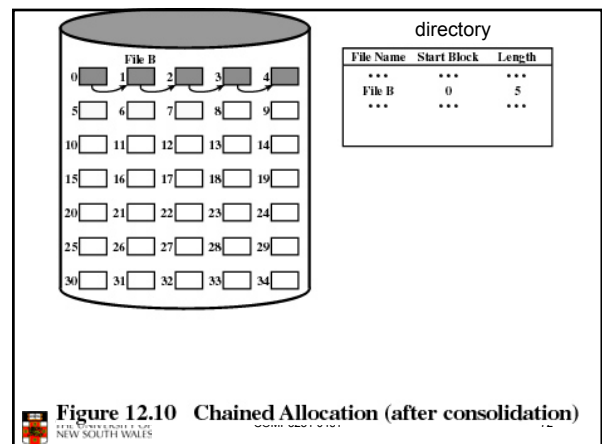 directory
File B
0 1 2 3 4
5 6 7 8 9
10 11 12 13 14
15 16 17 18 19
20 21 22 23 24
25 26 27 28 29
30 31 32 33 34
File Name Start Block Length
••• ••• •••
File B 0 5
••• ••• •••
Figure 12.10 Chained Allocation (after consolidation)
NEW SOUTH WALES